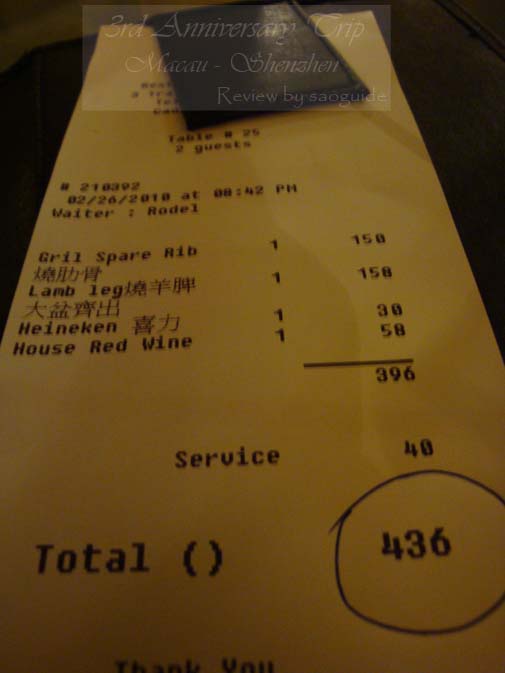 3rd Anniversary Trip
Macau - Shenzhen
Review by saoguide
Table # 25
2 guests
# 210392
02/26/2010 at 08:42 PM
Waiter : Rodel
Gril Spare Rib 1 150
燒肋骨
Lamb leg燒羊脾 1 158
大盆齊出
Heineken 喜力 1 30
House Red Wine 1 58
396
Service 40
Total () 436
Thank You